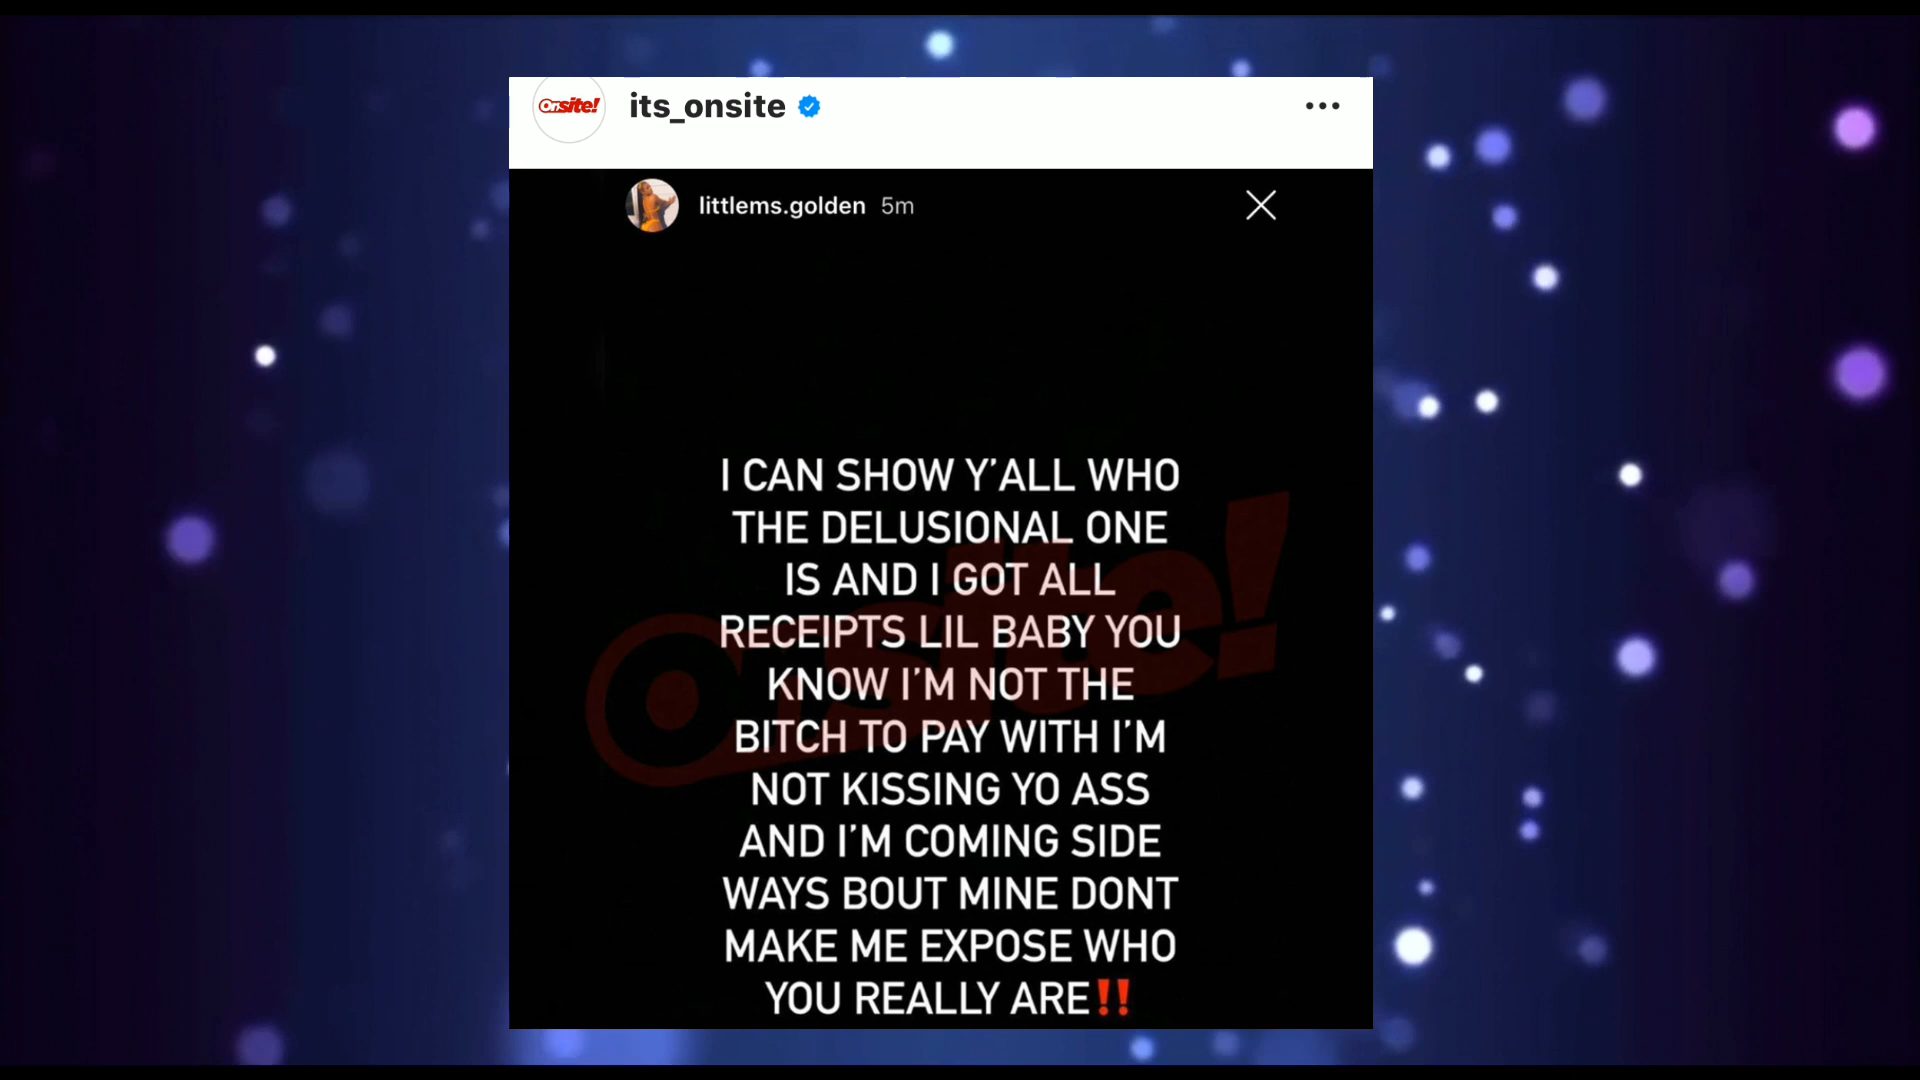 Onsite!
its_onsite
littlems.golden 5m
I CAN SHOW Y’ALL WHO
THE DELUSIONAL ONE
IS AND I GOT ALL
RECEIPTS LIL BABY YOU
KNOW I’M NOT THE
BITCH TO PAY WITH I’M
NOT KISSING YO ASS
AND I’M COMING SIDE
WAYS BOUT MINE DONT
MAKE ME EXPOSE WHO
YOU REALLY ARE‼️
Onsite!